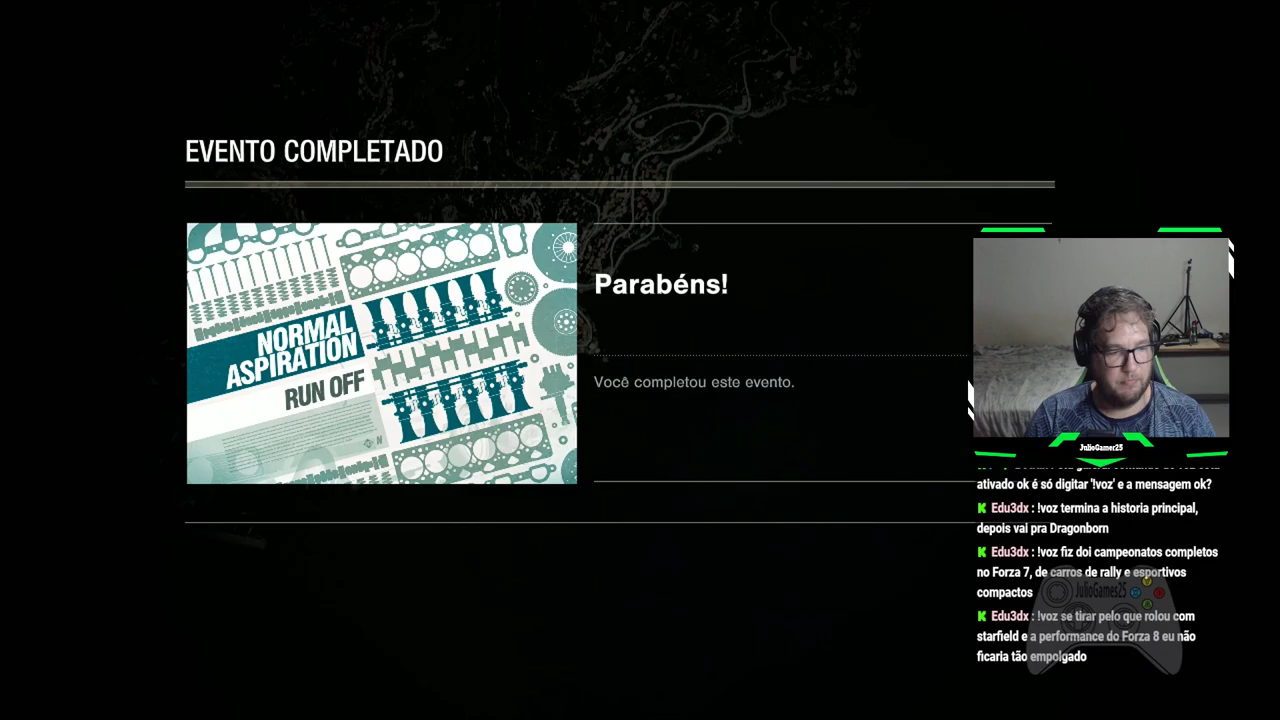 EVENTO COMPLETADO
NORMAL
ASPIRATION
RUN OFF
Parabéns!
Você completou este evento.
JulioGamer25
ativado ok é só digitar '!voz' e a mensagem ok?
K Edu3dx : !voz termina a historia principal,
depois vai pra Dragonborn
K Edu3dx : !voz fiz doi campeonatos completos
no Forza 7, de carros de rally e esportivos
compactos
JulioGames25
K Edu3dx : !voz se tirar pelo que rolou com
starfield e a performance do Forza 8 eu não
ficaria tão empolgado